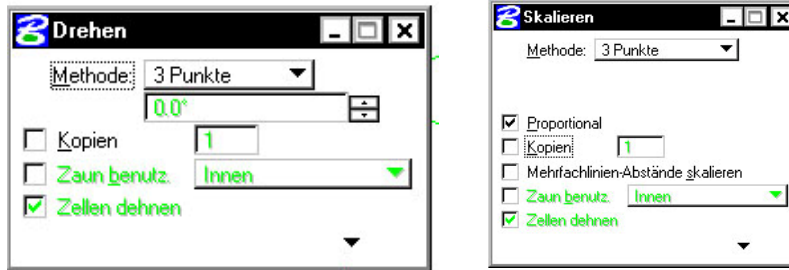 Drehen
Methode: 3 Punkte
0.0°
Kopien 1
Zaun benutz. Innen
Zellen dehnen
Skalieren
Methode: 3 Punkte
Proportional
Kopien 1
Mehrfachlinien-Abstände skalieren
Zaun benutz. Innen
Zellen dehnen